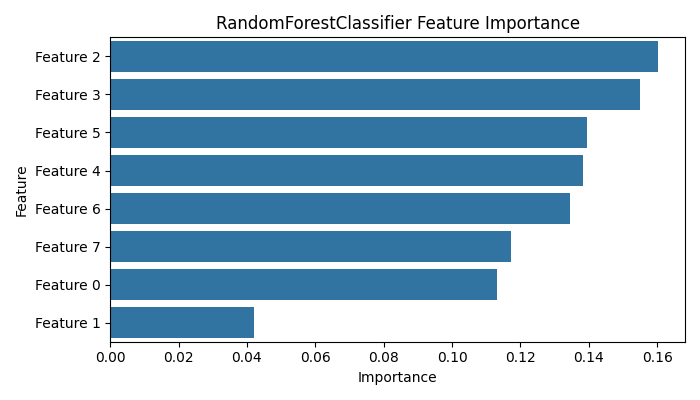 RandomForestClassifier Feature Importance
Feature
Feature 2
Feature 3
Feature 5
Feature 4
Feature 6
Feature 7
Feature 0
Feature 1
0.00 0.02 0.04 0.06 0.08 0.10 0.12 0.14 0.16
Importance